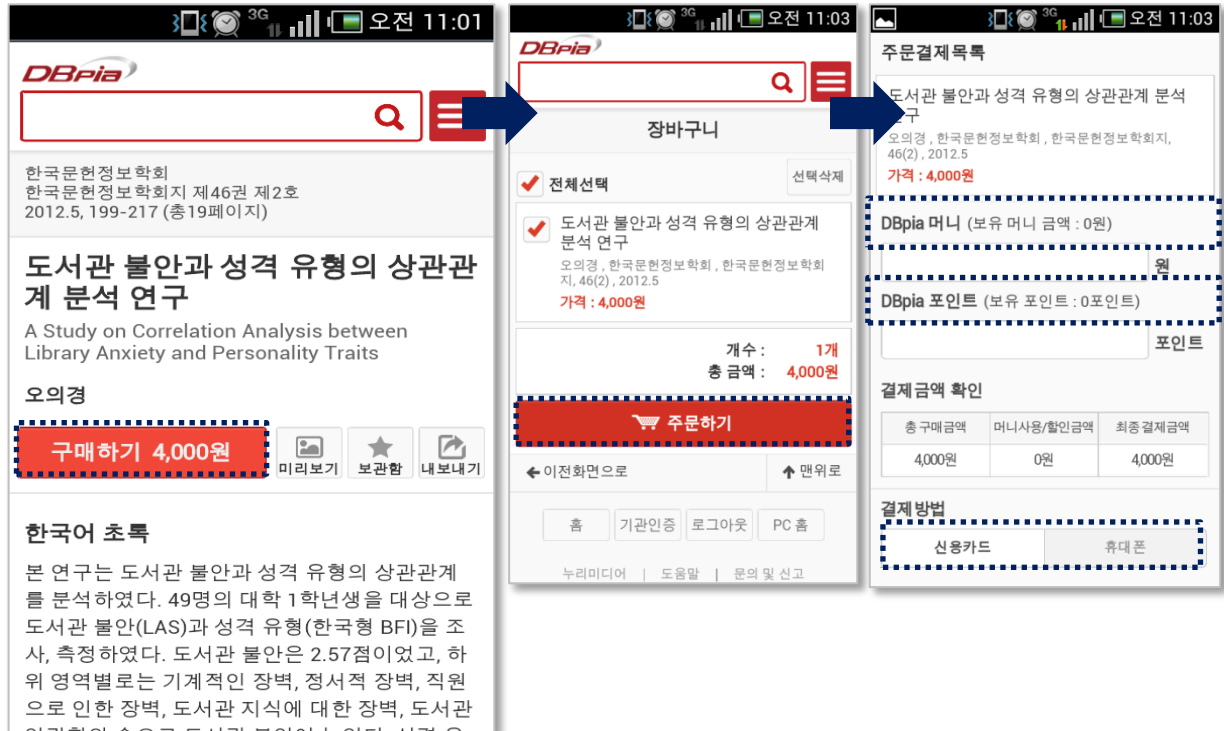 3G
오전 11:01
DBpia
한국문헌정보학회
한국문헌정보학회지 제46권 제2호
2012.5, 199-217 (총19페이지)
도서관 불안과 성격 유형의 상관관
계 분석 연구
A Study on Correlation Analysis between
Library Anxiety and Personality Traits
오의경
구매하기 4,000원
미리보기 보관함 내보내기
한국어 초록
본 연구는 도서관 불안과 성격 유형의 상관관계
를 분석하였다. 49명의 대학 1학년생을 대상으로
도서관 불안(LAS)과 성격 유형(한국형 BFI)을 조
사, 측정하였다. 도서관 불안은 2.57점이었고, 하
위 영역별로는 기계적인 장벽, 정서적 장벽, 직원
으로 인한 장벽, 도서관 지식에 대한 장벽, 도서관
3G
오전 11:03
DBpia
장바구니
전체선택
선택삭제
도서관 불안과 성격 유형의 상관관계
분석 연구
오의경 , 한국문헌정보학회 , 한국문헌정보학회
지, 46(2) , 2012.5
가격 : 4,000원
개수 : 1개
총 금액 : 4,000원
주문하기
이전화면으로
맨위로
홈 기관인증 로그아웃 PC 홈
누리미디어 | 도움말 | 문의 및 신고
3G
오전 11:03
주문결제목록
도서관 불안과 성격 유형의 상관관계 분석
구
오의경 , 한국문헌정보학회 , 한국문헌정보학회지,
46(2) , 2012.5
가격 : 4,000원
DBpia 머니 (보유 머니 금액 : 0원)
원
DBpia 포인트 (보유 포인트 : 0포인트)
포인트
결제금액 확인
총구매금액 머니사용/할인금액 최종결제금액
4,000원 0원 4,000원
결제방법
신용카드 휴대폰